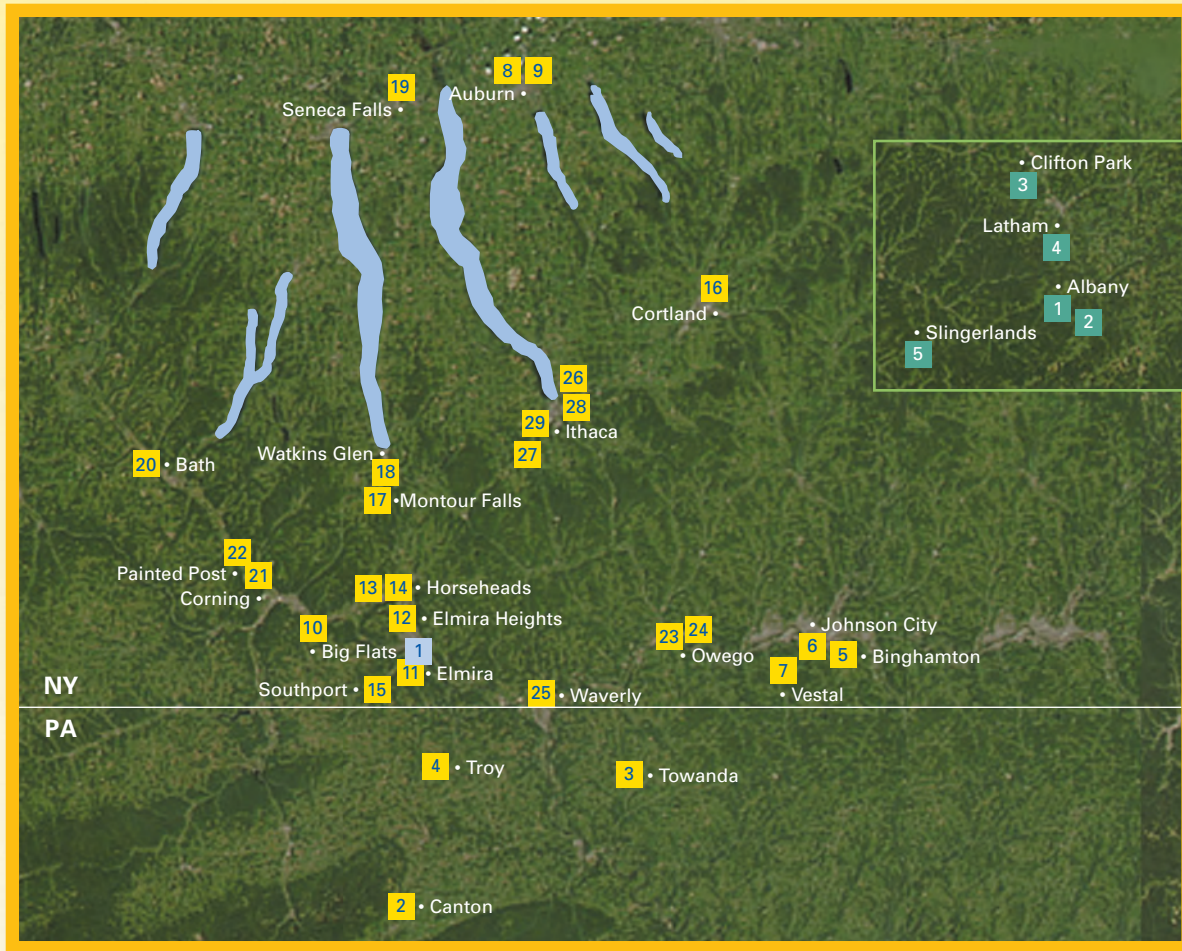 8 9
19
Auburn •
Seneca Falls •
• Clifton Park
3
Latham •
4
16
• Albany
Cortland •
1
2
• Slingerlands
5
26
28
29
• Ithaca
27
Watkins Glen •
20 • Bath
18
17 •Montour Falls
22
Painted Post • 21
Corning •
13 14 • Horseheads
12 • Elmira Heights
10
• Johnson City
23 24
6
• Big Flats 1
• Owego
5 • Binghamton
7
11 • Elmira
NY
Southport • 15
25 • Waverly
• Vestal
PA
4 • Troy
3 • Towanda
2 • Canton